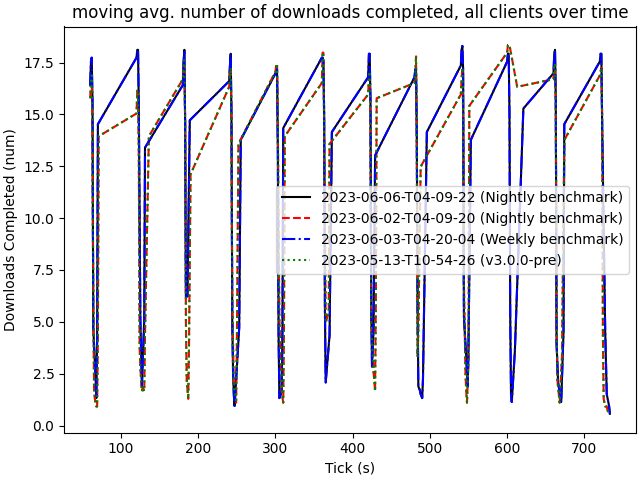 moving avg. number of downloads completed, all clients over time
Downloads Completed (num)
17.5
15.0
12.5
10.0
7.5
5.0
2.5
0.0
2023-06-06-T04-09-22 (Nightly benchmark)
2023-06-02-T04-09-20 (Nightly benchmark)
2023-06-03-T04-20-04 (Weekly benchmark)
2023-05-13-T10-54-26 (v3.0.0-pre)
100 200 300 400 500 600 700
Tick (s)